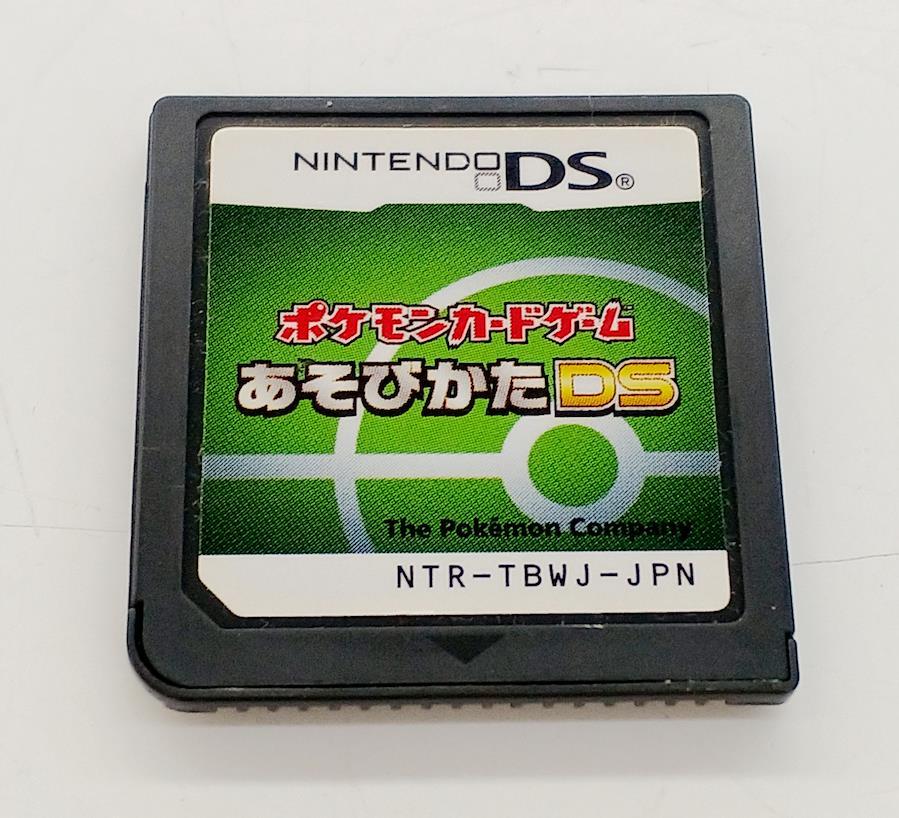 NINTENDO DS®
ポケモンカードゲーム
あそびかたDS
The Pokémon Company
NTR-TBWJ-JPN